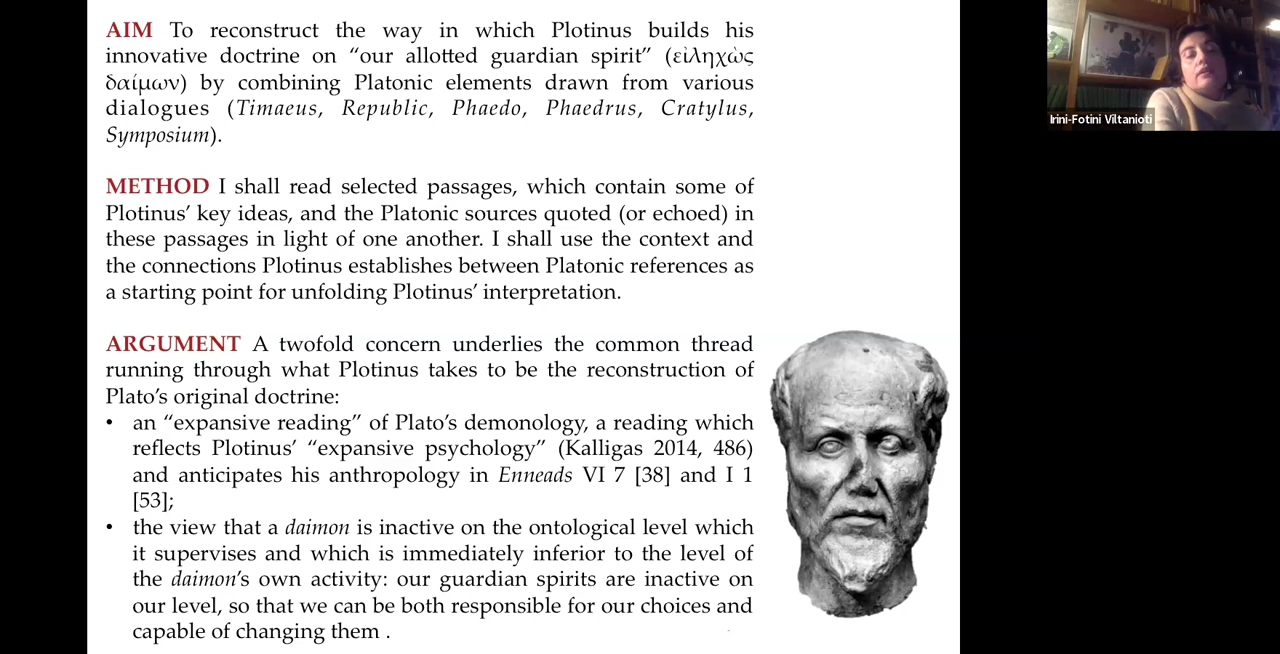 AIM To reconstruct the way in which Plotinus builds his
innovative doctrine on “our allotted guardian spirit” (εἰληχὼς
δαίμων) by combining Platonic elements drawn from various
dialogues (Timaeus, Republic, Phaedo, Phaedrus, Cratylus,
Symposium).
METHOD I shall read selected passages, which contain some of
Plotinus’ key ideas, and the Platonic sources quoted (or echoed) in
these passages in light of one another. I shall use the context and
the connections Plotinus establishes between Platonic references as
a starting point for unfolding Plotinus’ interpretation.
ARGUMENT A twofold concern underlies the common thread
running through what Plotinus takes to be the reconstruction of
Plato’s original doctrine:
• an “expansive reading” of Plato’s demonology, a reading which
reflects Plotinus’ “expansive psychology” (Kalligas 2014, 486)
and anticipates his anthropology in Enneads VI 7 [38] and I 1
[53];
• the view that a daimon is inactive on the ontological level which
it supervises and which is immediately inferior to the level of
the daimon’s own activity: our guardian spirits are inactive on
our level, so that we can be both responsible for our choices and
capable of changing them .
Irini-Fotini Viltanioti